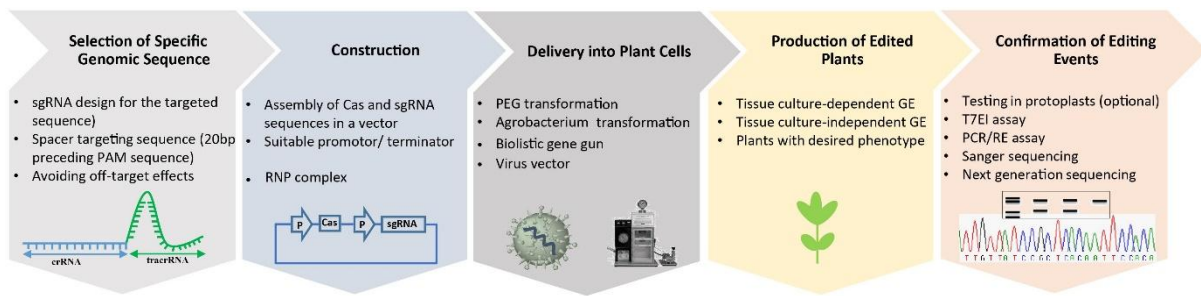 Selection of Specific
Genomic Sequence
• sgRNA design for the targeted
sequence)
• Spacer targeting sequence (20bp
preceding PAM sequence)
• Avoiding off-target effects
crRNA
tracrRNA
Construction
• Assembly of Cas and sgRNA
sequences in a vector
• Suitable promotor/ terminator
• RNP complex
P Cas P sgRNA
Delivery into Plant Cells
• PEG transformation
• Agrobacterium transformation
• Biolistic gene gun
• Virus vector
Production of Edited
Plants
• Tissue culture-dependent GE
• Tissue culture-independent GE
• Plants with desired phenotype
Confirmation of Editing
Events
• Testing in protoplasts (optional)
• T7EI assay
• PCR/RE assay
• Sanger sequencing
• Next generation sequencing
T T G T T A T C C G C T C A C A A T T C C A C A